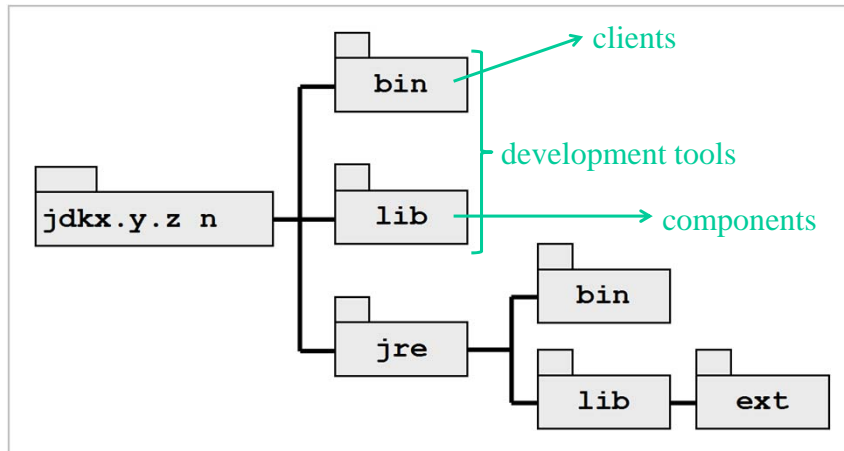 clients
bin
development tools
jdkx.y.z n
lib
components
bin
jre
lib
ext